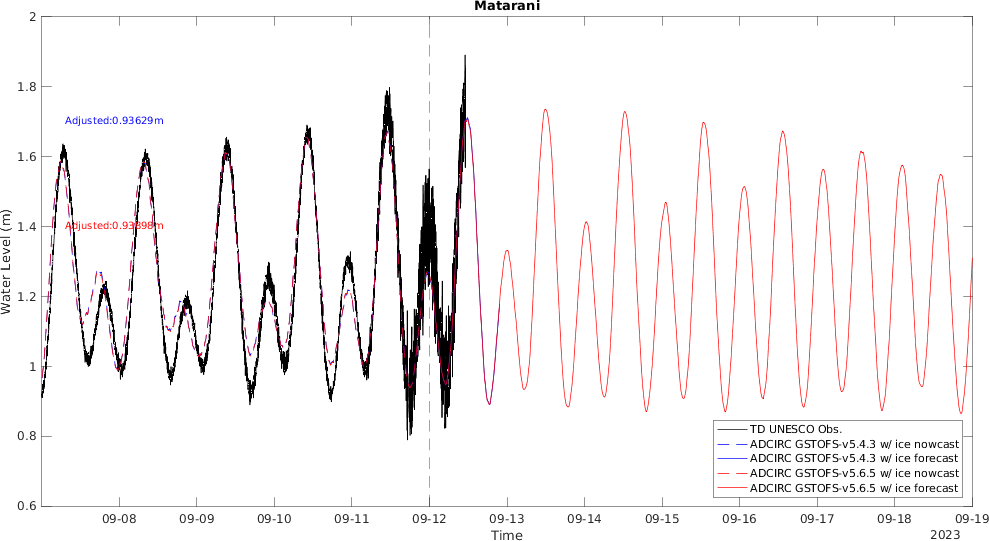 Matarani
2
1.8
1.6
1.4
1.2
1
0.8
0.6
Water Level (m)
Adjusted:0.93629m
Adjusted:0.93898m
TD UNESCO Obs.
ADCIRC GSTOFS-v5.4.3 w/ ice nowcast
ADCIRC GSTOFS-v5.4.3 w/ ice forecast
ADCIRC GSTOFS-v5.6.5 w/ ice nowcast
ADCIRC GSTOFS-v5.6.5 w/ ice forecast
09-08 09-09 09-10 09-11 09-12 09-13 09-14 09-15 09-16 09-17 09-18 09-19
Time
2023